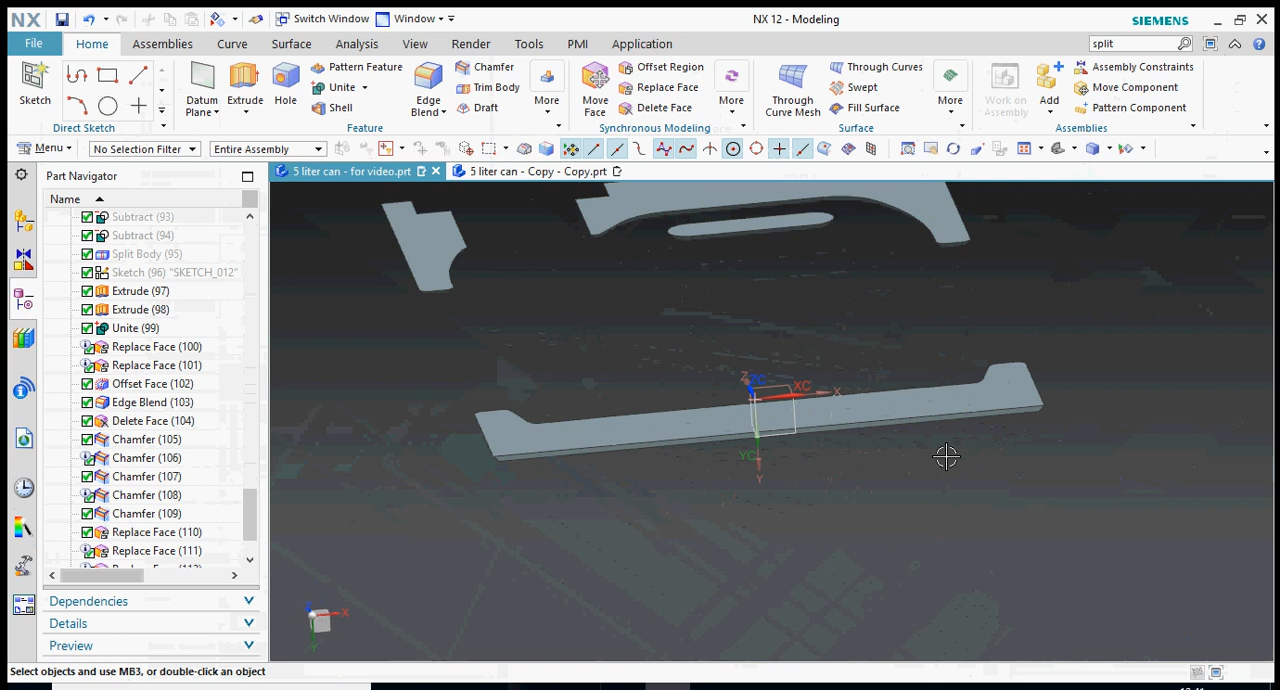 NX
Switch Window
Window
NX 12 - Modeling
SIEMENS
File
Home
Assemblies
Curve
Surface
Analysis
View
Render
Tools
PMI
Application
split
Sketch
Direct Sketch
Datum Plane
Extrude
Hole
Pattern Feature
Unite
Shell
Edge Blend
Chamfer
Trim Body
Draft
More
Feature
Move Face
Offset Region
Replace Face
Delete Face
More
Synchronous Modeling
Through Curve Mesh
Through Curves
Swept
Fill Surface
More
Surface
Work on Assembly
Add
Assembly Constraints
Move Component
Pattern Component
Assemblies
Menu
No Selection Filter
Entire Assembly
Part Navigator
5 liter can - for video.prt
5 liter can - Copy - Copy.prt
Name
Subtract (93)
Subtract (94)
Split Body (95)
Sketch (96) "SKETCH_012"
Extrude (97)
Extrude (98)
Unite (99)
Replace Face (100)
Replace Face (101)
Offset Face (102)
Edge Blend (103)
Delete Face (104)
Chamfer (105)
Chamfer (106)
Chamfer (107)
Chamfer (108)
Chamfer (109)
Replace Face (110)
Replace Face (111)
Dependencies
Details
Preview
Z
ZC
XC
X
YC
Y
X
Y
Select objects and use MB3, or double-click an object